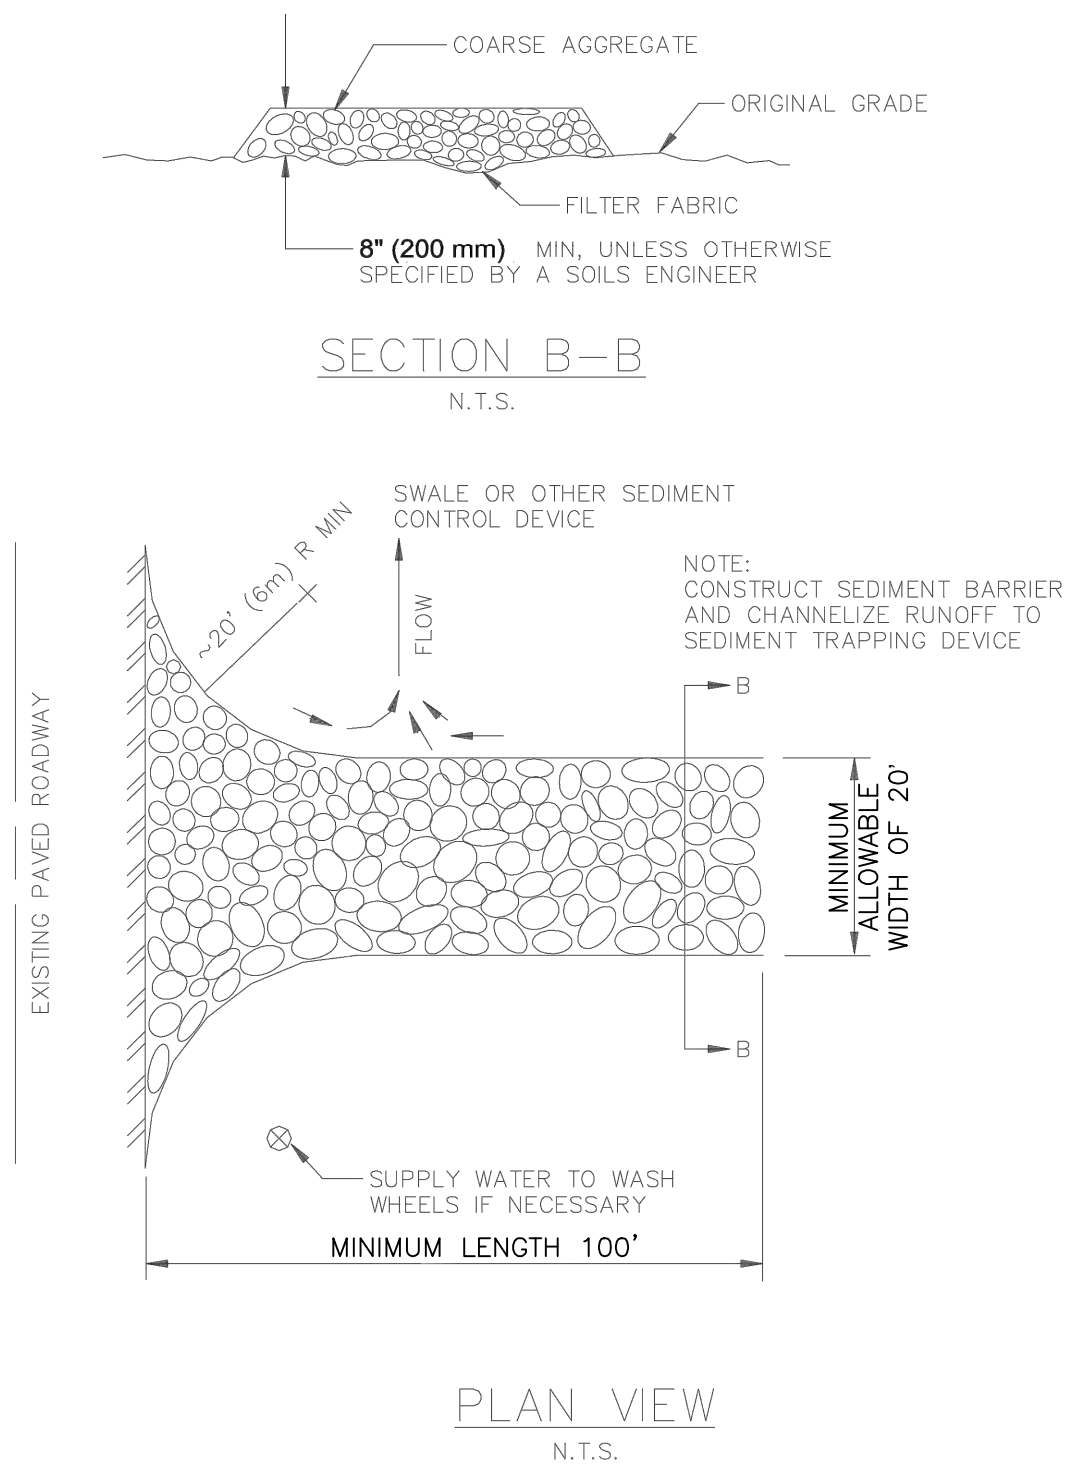 COARSE AGGREGATE
ORIGINAL GRADE
FILTER FABRIC
8" (200 mm) MIN, UNLESS OTHERWISE
SPECIFIED BY A SOILS ENGINEER
SECTION B-B
N.T.S.
SWALE OR OTHER SEDIMENT
CONTROL DEVICE
~20' (6m) R MIN
FLOW
NOTE:
CONSTRUCT SEDIMENT BARRIER
AND CHANNELIZE RUNOFF TO
SEDIMENT TRAPPING DEVICE
B
EXISTING PAVED ROADWAY
MINIMUM
ALLOWABLE
WIDTH OF 20'
B
SUPPLY WATER TO WASH
WHEELS IF NECESSARY
MINIMUM LENGTH 100'
PLAN VIEW
N.T.S.